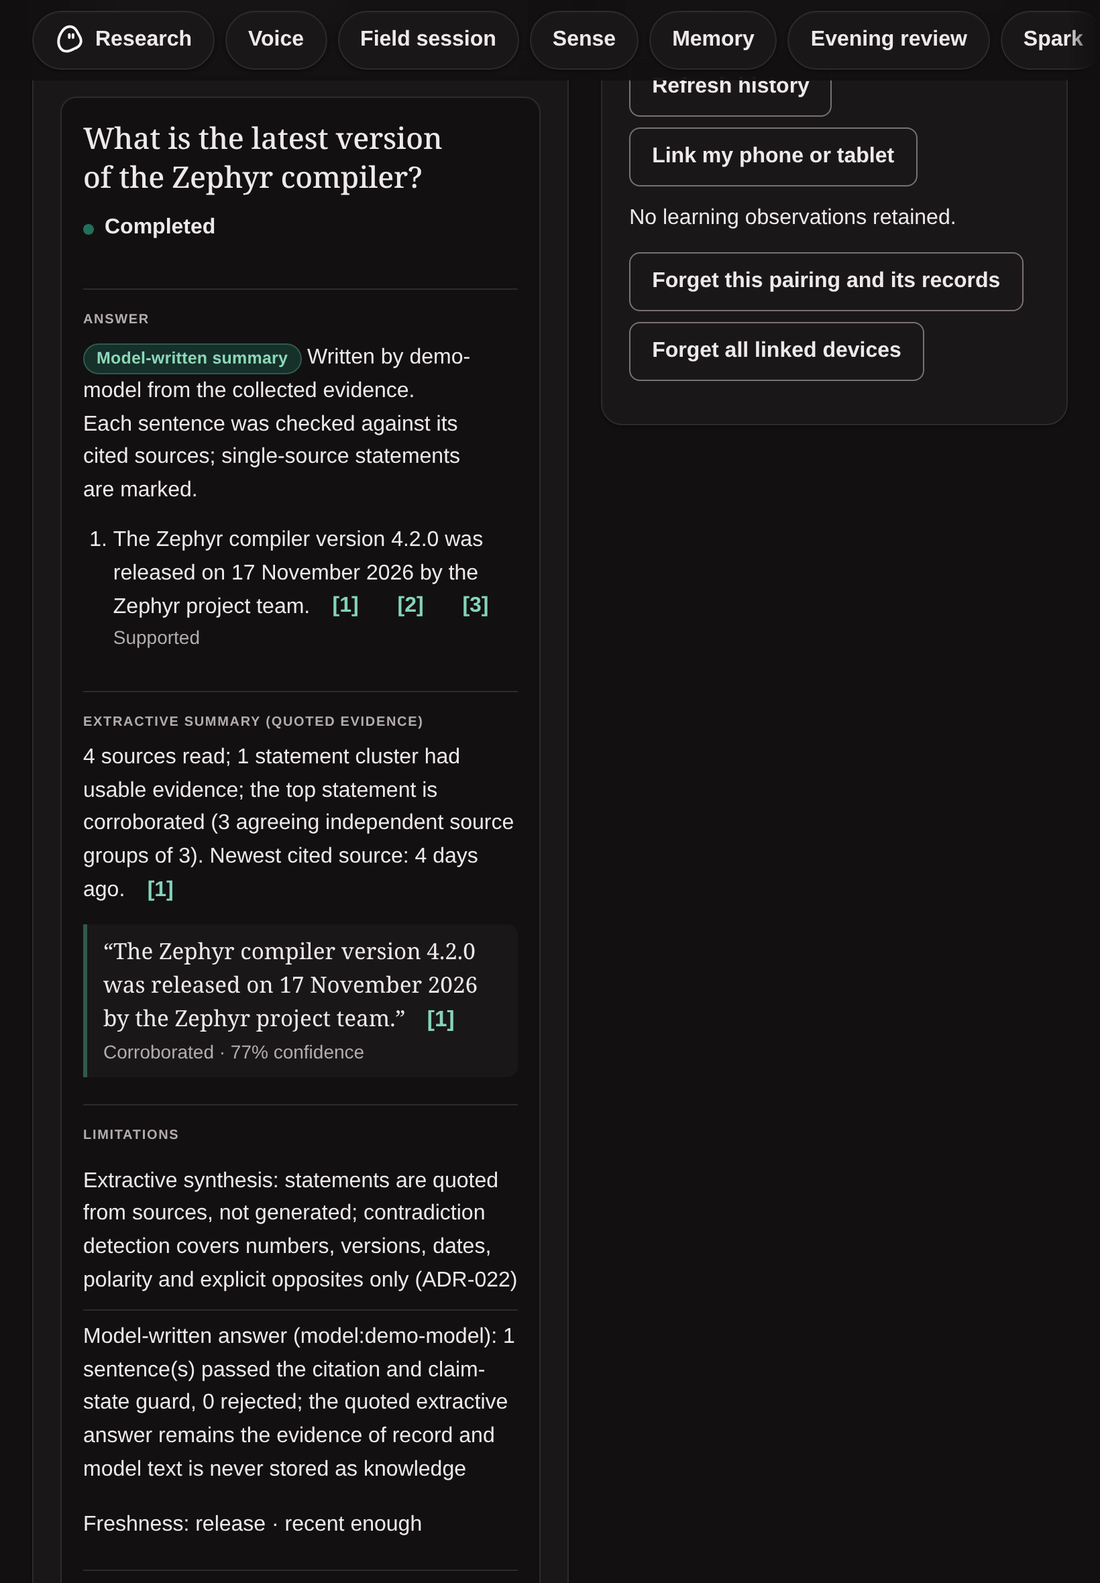 Research
Voice
Field session
Sense
Memory
Evening review
Spark
What is the latest version
of the Zephyr compiler?
Completed
ANSWER
Model-written summary Written by demo-
model from the collected evidence.
Each sentence was checked against its
cited sources; single-source statements
are marked.
1. The Zephyr compiler version 4.2.0 was
released on 17 November 2026 by the
Zephyr project team. [1] [2] [3]
Supported
EXTRACTIVE SUMMARY (QUOTED EVIDENCE)
4 sources read; 1 statement cluster had
usable evidence; the top statement is
corroborated (3 agreeing independent source
groups of 3). Newest cited source: 4 days
ago. [1]
“The Zephyr compiler version 4.2.0
was released on 17 November 2026
by the Zephyr project team.” [1]
Corroborated · 77% confidence
LIMITATIONS
Extractive synthesis: statements are quoted
from sources, not generated; contradiction
detection covers numbers, versions, dates,
polarity and explicit opposites only (ADR-022)
Model-written answer (model:demo-model): 1
sentence(s) passed the citation and claim-
state guard, 0 rejected; the quoted extractive
answer remains the evidence of record and
model text is never stored as knowledge
Freshness: release · recent enough
Refresh history
Link my phone or tablet
No learning observations retained.
Forget this pairing and its records
Forget all linked devices